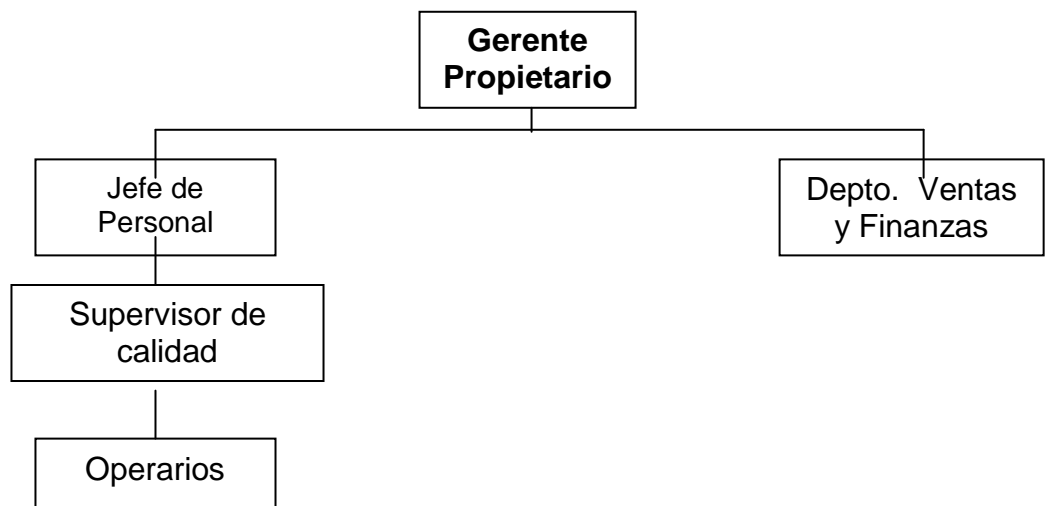 Gerente
Propietario
Jefe de
Personal
Depto. Ventas
y Finanzas
Supervisor de
calidad
Operarios